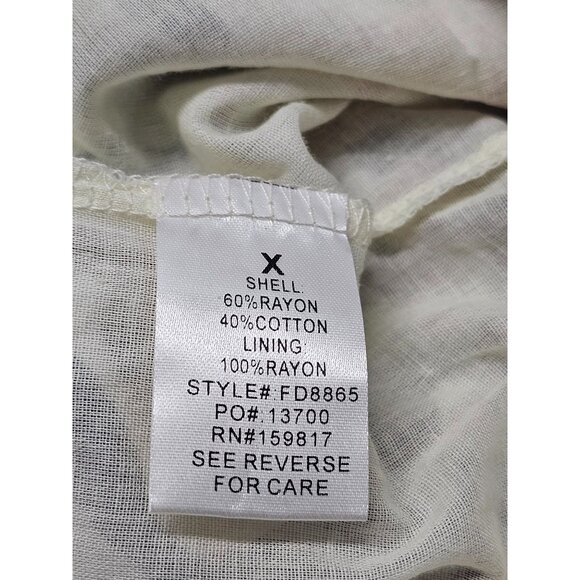 X
SHELL:
60%RAYON
40%COTTON
LINING
100%RAYON
STYLE#:FD8865
PO#.13700
RN#159817
SEE REVERSE
FOR CARE